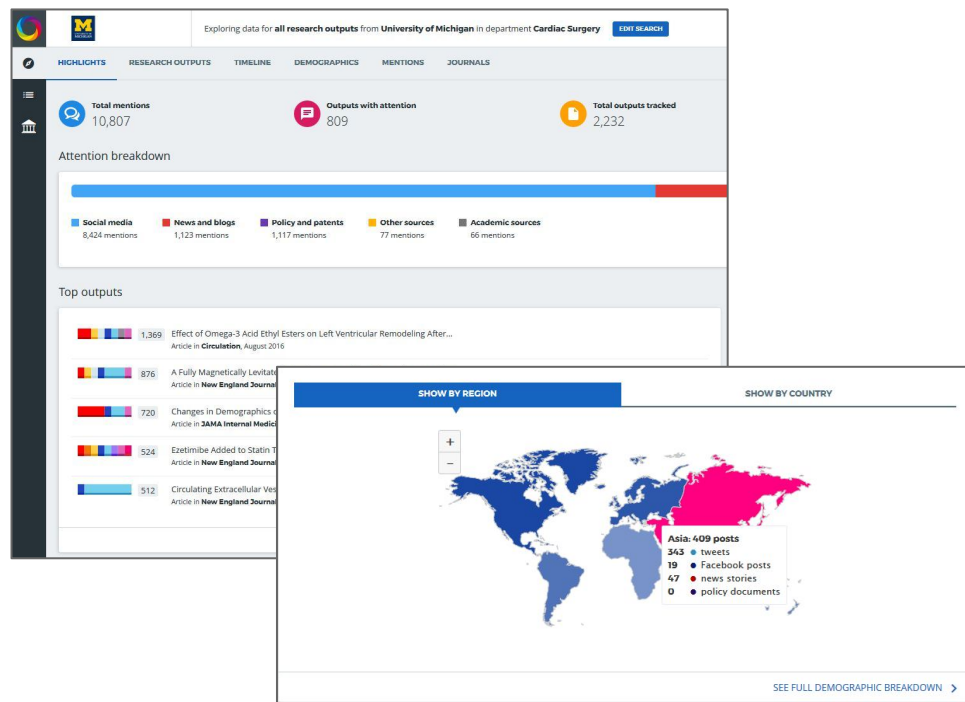 Exploring data for all research outputs from University of Michigan in department Cardiac Surgery EDIT SEARCH
HIGHLIGHTS RESEARCH OUTPUTS TIMELINE DEMOGRAPHICS MENTIONS JOURNALS
Total mentions
10,807
Outputs with attention
809
Total outputs tracked
2,232
Attention breakdown
Social media
8,424 mentions
News and blogs
1,123 mentions
Policy and patents
1,117 mentions
Other sources
77 mentions
Academic sources
66 mentions
Top outputs
1,369 Effect of Omega-3 Acid Ethyl Esters on Left Ventricular Remodeling After...
Article in Circulation, August 2016
876 A Fully Magnetically Levitate
Article in New England Journal
720 Changes in Demographics
Article in JAMA Internal Medici
524 Ezetimibe Added to Statin T
Article in New England Journal
512 Circulating Extracellular Ves
Article in New England Journal
SHOW BY REGION SHOW BY COUNTRY
+
−
Asia: 409 posts
343 tweets
19 Facebook posts
47 news stories
0 policy documents
SEE FULL DEMOGRAPHIC BREAKDOWN